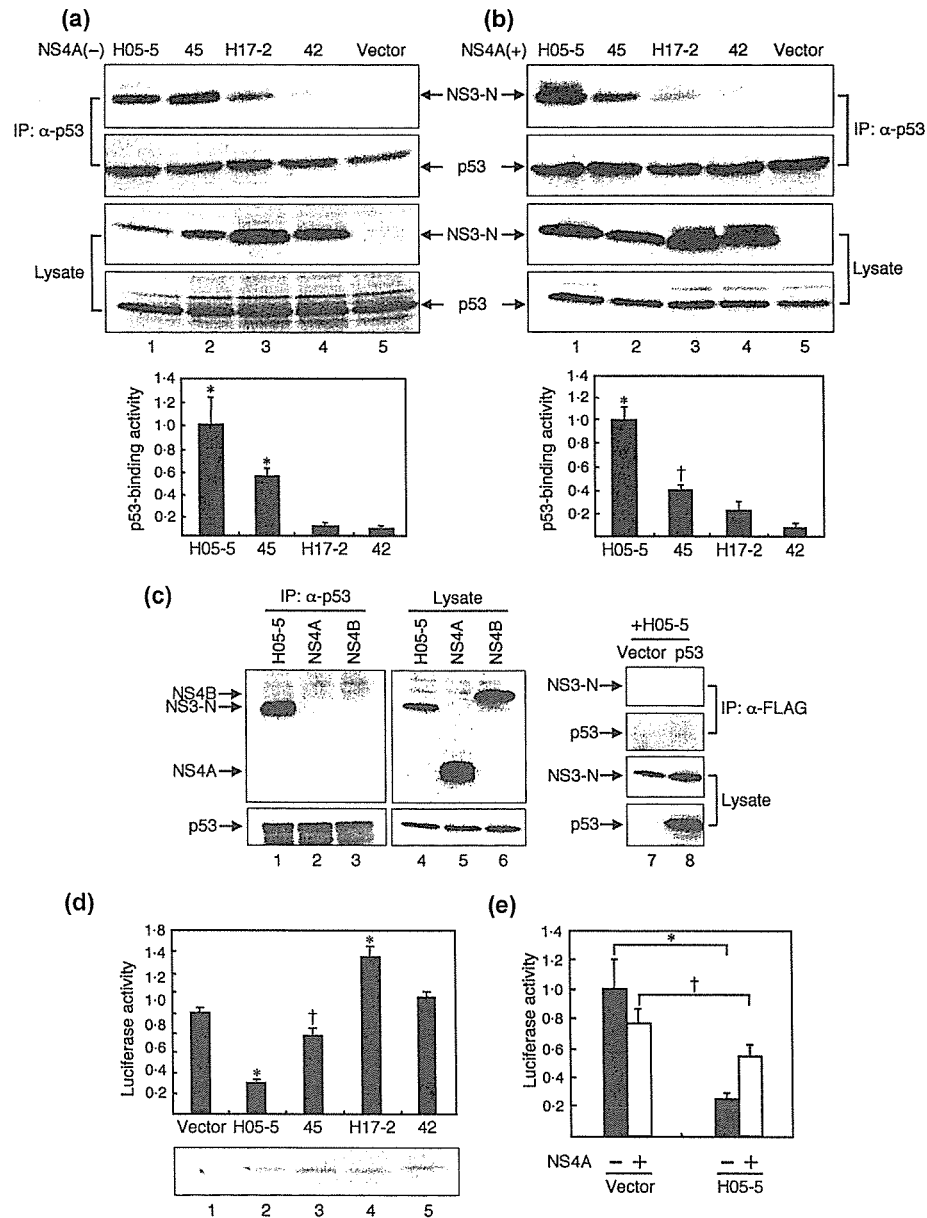 (a)
NS4A(−) H05-5 45 H17-2 42 Vector
IP: α-p53
NS3-N
p53
Lysate
NS3-N
p53
1 2 3 4 5
p53-binding activity
1·4
1·2
1·0
0·8
0·6
0·4
0·2
*
*
H05-5 45 H17-2 42
(b)
NS4A(+) H05-5 45 H17-2 42 Vector
IP: α-p53
Lysate
1 2 3 4 5
p53-binding activity
1·4
1·2
1·0
0·8
0·6
0·4
0·2
*
†
H05-5 45 H17-2 42
(c)
IP: α-p53
H05-5 NS4A NS4B
Lysate
H05-5 NS4A NS4B
NS4B
NS3-N
NS4A
p53
1 2 3
4 5 6
+H05-5
Vector p53
NS3-N
p53
IP: α-FLAG
NS3-N
p53
Lysate
7 8
(d)
Luciferase activity
1·8
1·4
1·2
1·0
0·8
0·6
0·4
0·2
*
†
*
Vector H05-5 45 H17-2 42
1 2 3 4 5
(e)
Luciferase activity
1·4
1·2
1·0
0·8
0·6
0·4
0·2
*
†
NS4A − + − +
Vector H05-5